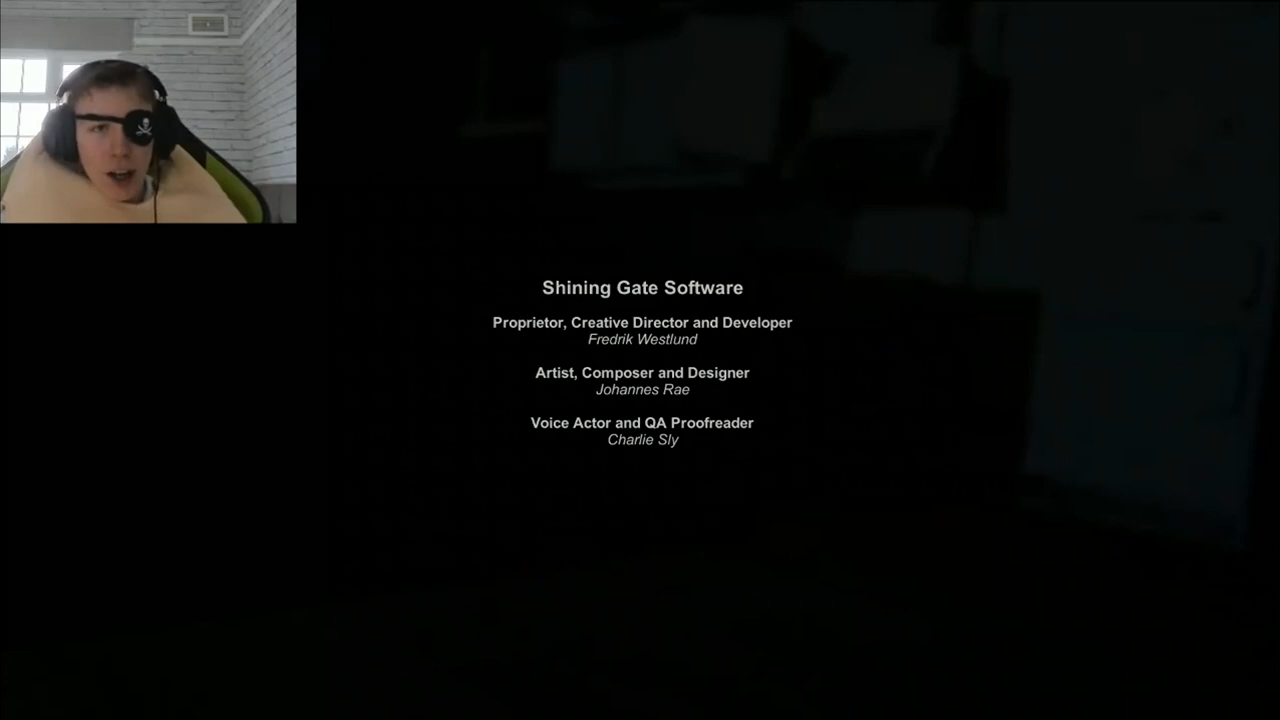 Shining Gate Software
Proprietor, Creative Director and Developer
Fredrik Westlund
Artist, Composer and Designer
Johannes Rae
Voice Actor and QA Proofreader
Charlie Sly